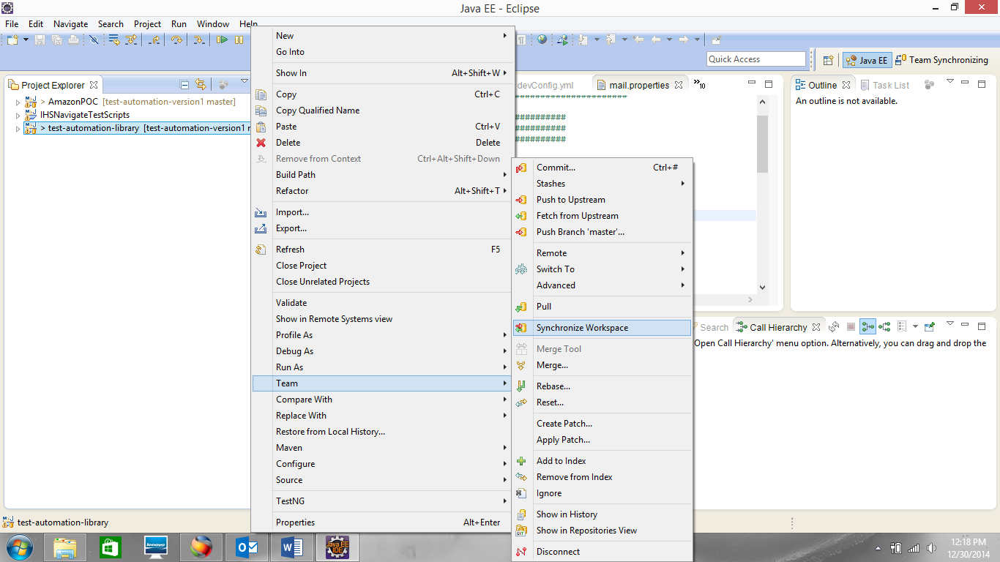 Java EE - Eclipse
File Edit Navigate Search Project Run Window Help
Quick Access
Java EE
Team Synchronizing
Project Explorer
> AmazonPOC [test-automation-version1 master]
IHSNavigateTestScripts
> test-automation-library [test-automation-version1 m
New
Go Into
Show In Alt+Shift+W
Copy Ctrl+C
Copy Qualified Name
Paste Ctrl+V
Delete Delete
Remove from Context Ctrl+Alt+Shift+Down
Build Path
Refactor Alt+Shift+T
Import...
Export...
Refresh F5
Close Project
Close Unrelated Projects
Validate
Show in Remote Systems view
Profile As
Debug As
Run As
Team
Compare With
Replace With
Restore from Local History...
Maven
Configure
Source
TestNG
Properties Alt+Enter
devConfig.yml
mail.properties
10
######################
##########
##########
##########
Commit... Ctrl+#
Stashes
Push to Upstream
Fetch from Upstream
Push Branch 'master'...
Remote
Switch To
Advanced
Pull
Synchronize Workspace
Merge Tool
Merge...
Rebase...
Reset...
Create Patch...
Apply Patch...
Add to Index
Remove from Index
Ignore
Show in History
Show in Repositories View
Disconnect
Outline
Task List
An outline is not available.
Search
Call Hierarchy
Open Call Hierarchy' menu option. Alternatively, you can drag and drop the
test-automation-library
lenovo
Java EE
IDE
12:18 PM
12/30/2014